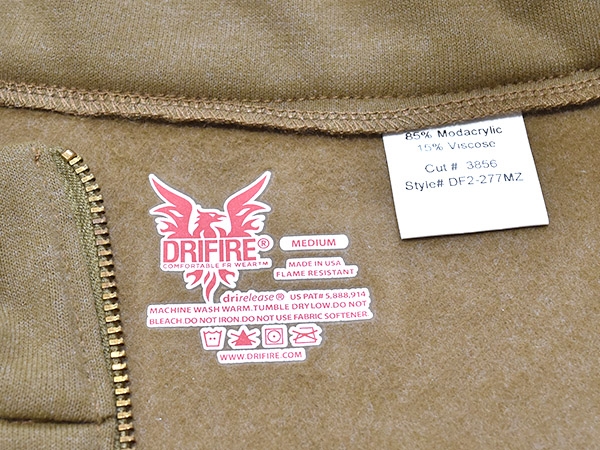 85% Modacrylic
15% Viscose
Cut # 3856
Style# DF2-277MZ
DRIFIRE®
COMFORTABLE FR WEAR™
MEDIUM
MADE IN USA
FLAME RESISTANT
drirelease® US PAT# 5,888,914
MACHINE WASH WARM.TUMBLE DRY LOW.DO NOT
BLEACH.DO NOT IRON.DO NOT USE FABRIC SOFTENER.
WWW.DRIFIRE.COM